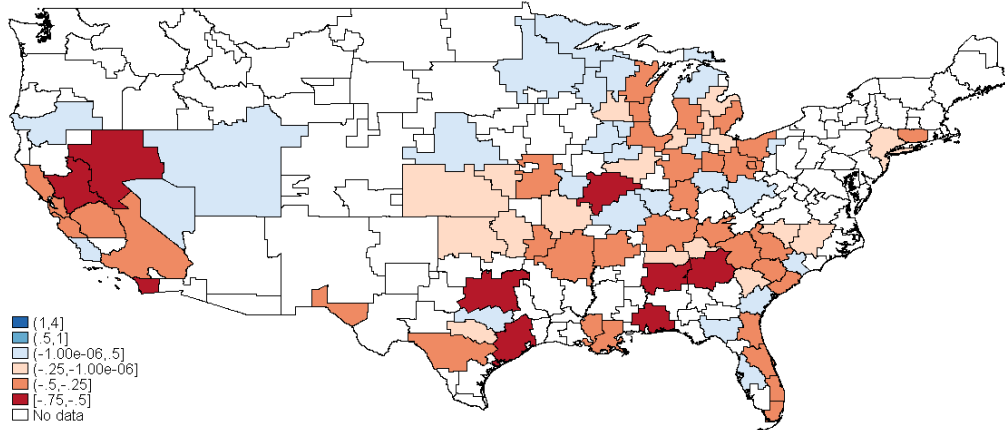 (1,4]
(.5,1]
(-1.00e-06,.5]
(-.25,-1.00e-06]
(-.5,-.25]
[-.75,-.5]
No data